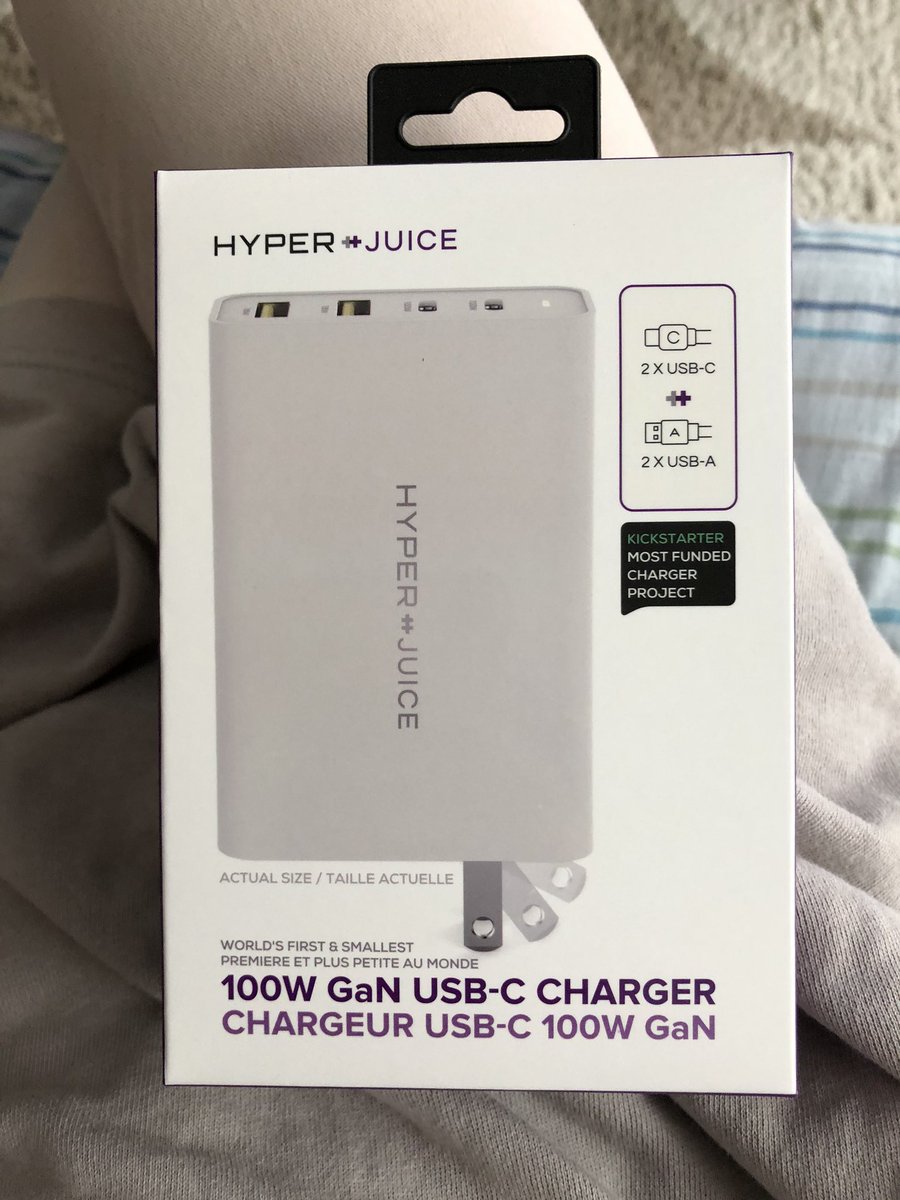 HYPER++JUICE
C
2 X USB-C
++
A
2 X USB-A
KICKSTARTER
MOST FUNDED
CHARGER
PROJECT
HYPER++JUICE
ACTUAL SIZE / TAILLE ACTUELLE
WORLD'S FIRST & SMALLEST
PREMIERE ET PLUS PETITE AU MONDE
100W GaN USB-C CHARGER
CHARGEUR USB-C 100W GaN